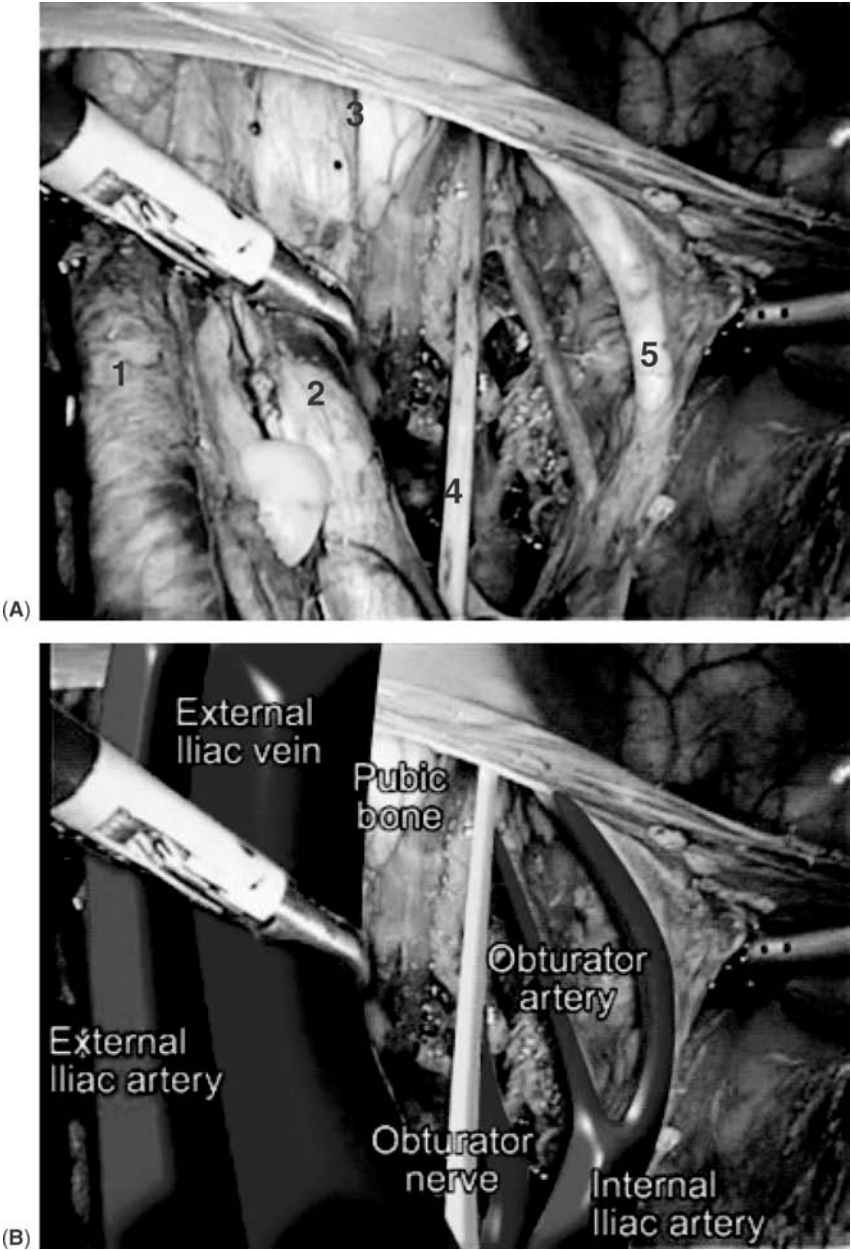 3
1
2
5
4
(A)
External
Iliac vein
Pubic
bone
Obturator
artery
External
Iliac artery
Obturator
nerve
Internal
Iliac artery
(B)